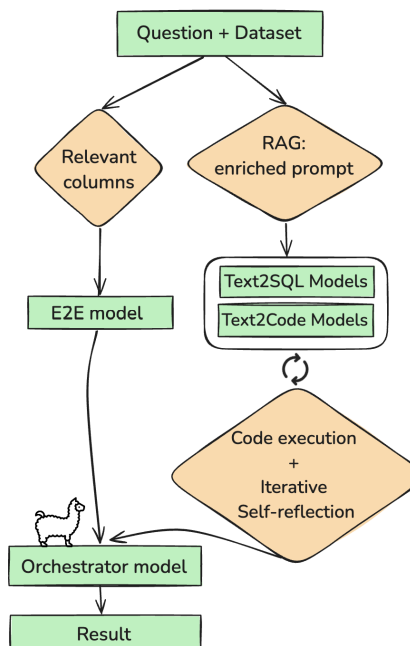 Question + Dataset
Relevant
columns
RAG:
enriched prompt
E2E model
Text2SQL Models
Text2Code Models
Code execution
+
Iterative
Self-reflection
Orchestrator model
Result